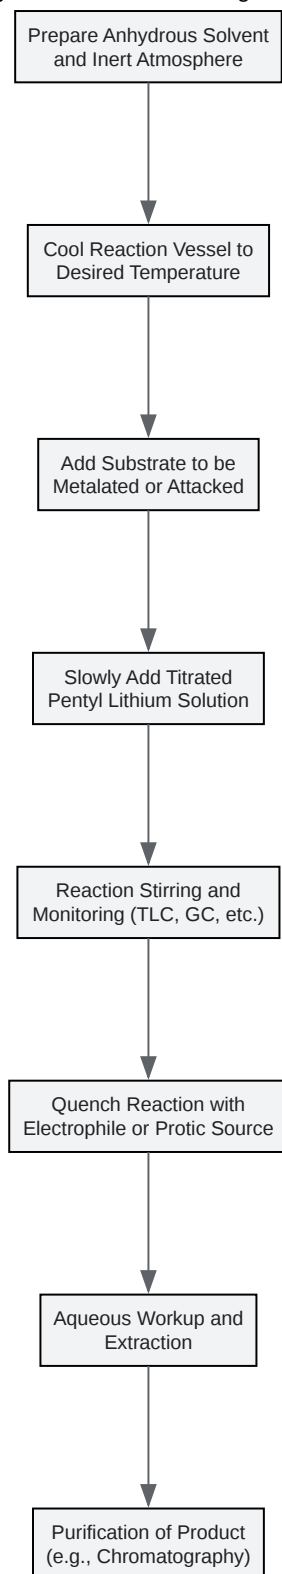 Prepare Anhydrous Solvent
and Inert Atmosphere
Cool Reaction Vessel to
Desired Temperature
Add Substrate to be
Metalated or Attacked
Slowly Add Titrated
Pentyl Lithium Solution
Reaction Stirring and
Monitoring (TLC, GC, etc.)
Quench Reaction with
Electrophile or Protic Source
Aqueous Workup and
Extraction
Purification of Product
(e.g., Chromatography)